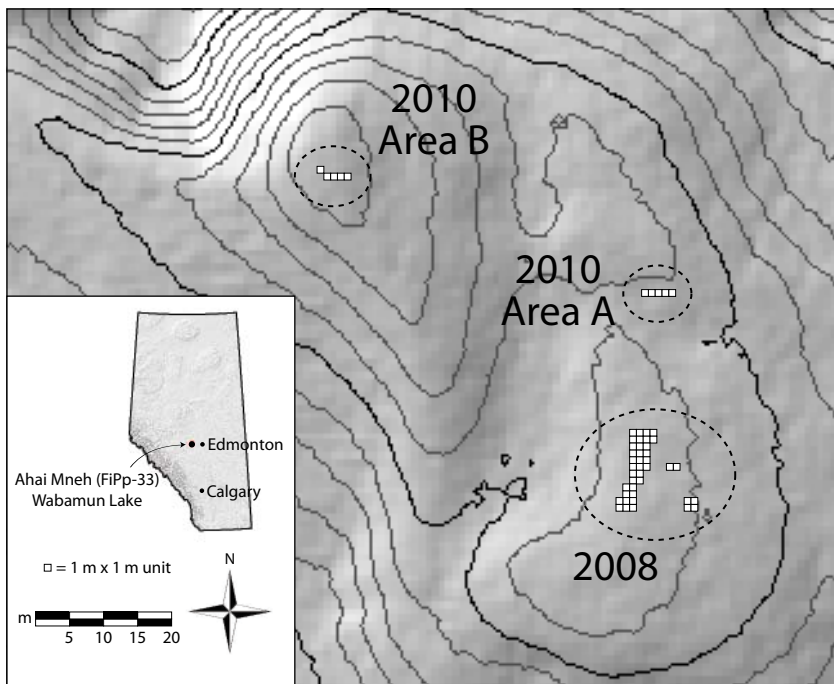 2010
Area B
2010
Area A
2008
Edmonton
Ahai Mneh (FiPp-33)
Wabamun Lake
Calgary
= 1 m x 1 m unit
N
m
5 10 15 20